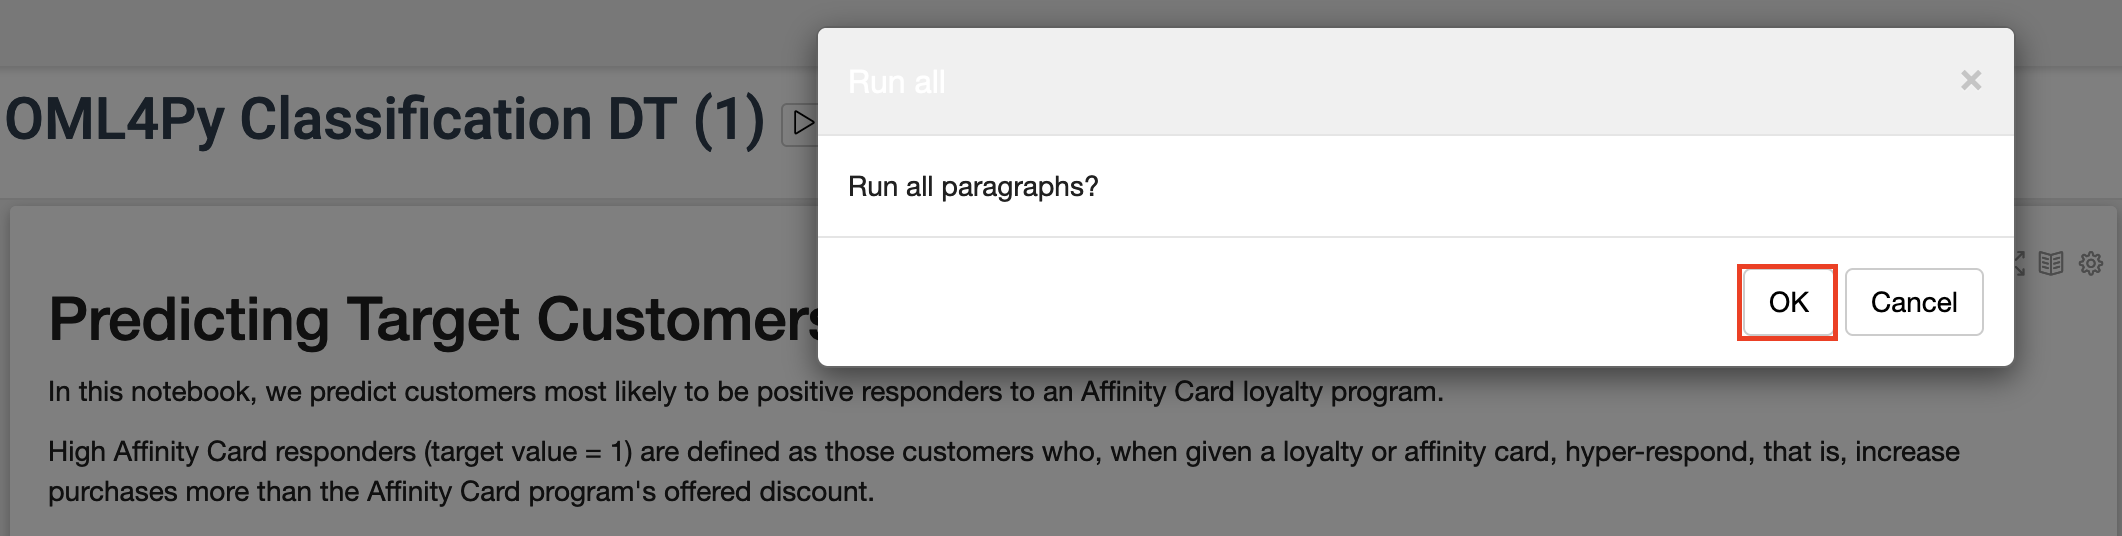 Run all
×
OML4Py Classification DT (1)
Run all paragraphs?
OK Cancel
Predicting Target Customers
In this notebook, we predict customers most likely to be positive responders to an Affinity Card loyalty program.
High Affinity Card responders (target value = 1) are defined as those customers who, when given a loyalty or affinity card, hyper-respond, that is, increase
purchases more than the Affinity Card program's offered discount.